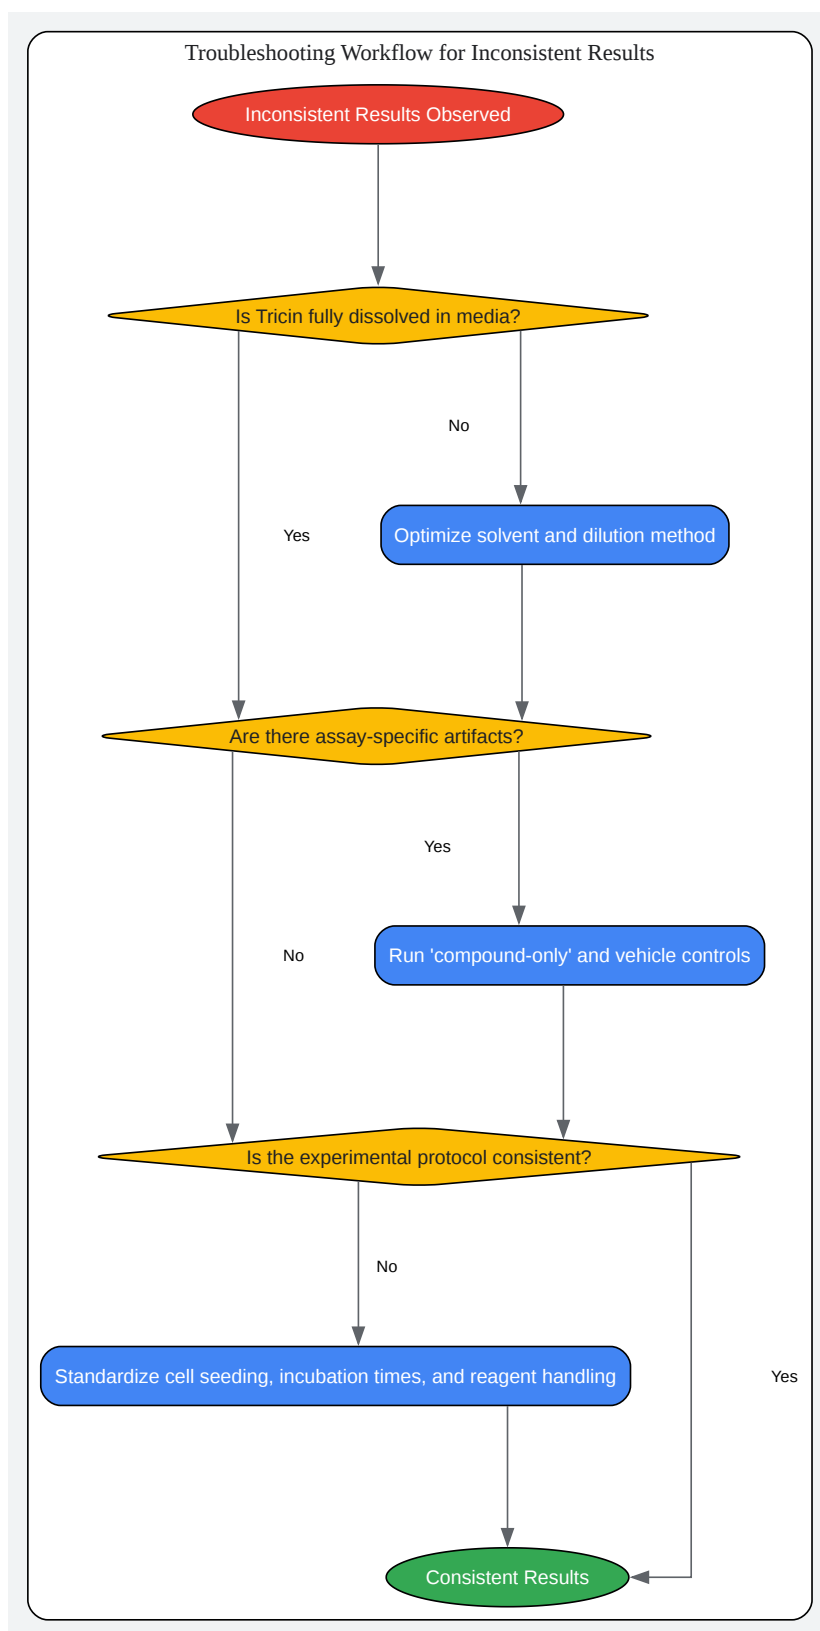 Troubleshooting Workflow for Inconsistent Results
Inconsistent Results Observed
Is Tricin fully dissolved in media?
No
Yes
Optimize solvent and dilution method
Are there assay-specific artifacts?
Yes
No
Run 'compound-only' and vehicle controls
Is the experimental protocol consistent?
No
Standardize cell seeding, incubation times, and reagent handling
Yes
Consistent Results